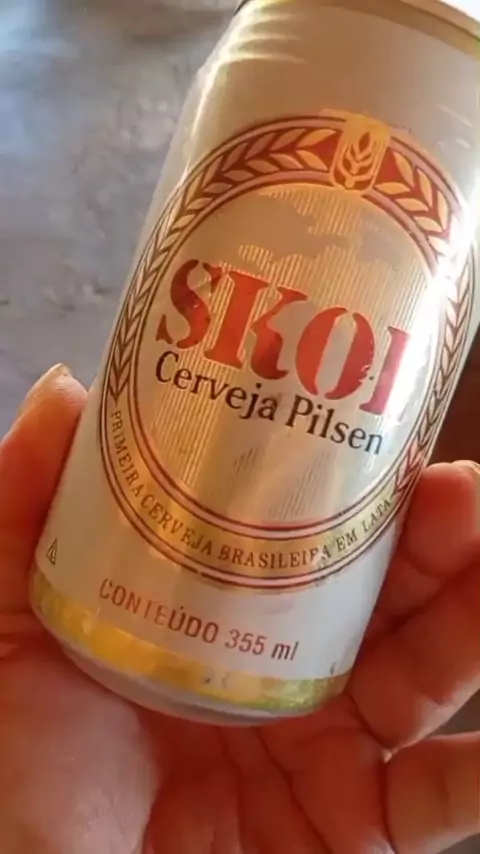 SKOL
Cerveja Pilsen
PRIMEIRA CERVEJA BRASILEIRA EM LATA
CONTEÚDO 355 ml